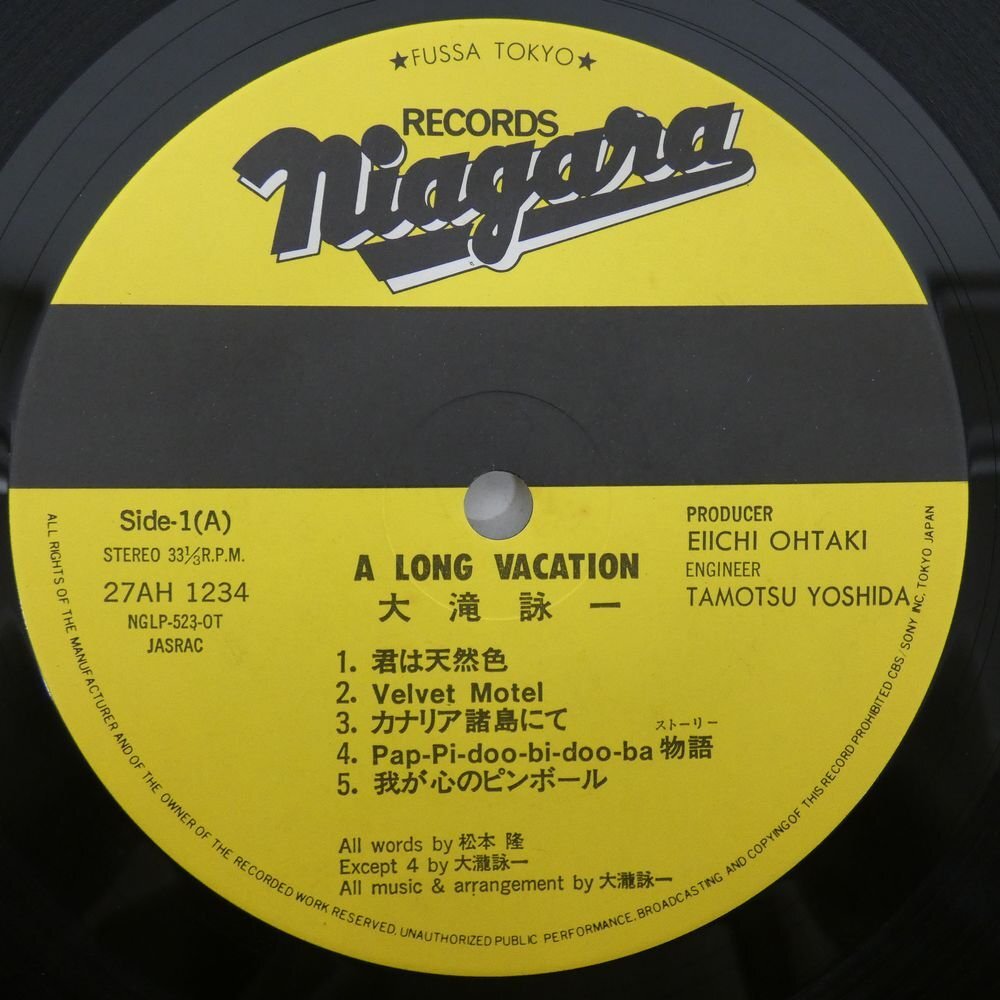 ★FUSSA TOKYO★
RECORDS
Niagara
Side-1(A)
STEREO 33⅓R.P.M.
27AH 1234
NGLP-523-OT
JASRAC
PRODUCER
EIICHI OHTAKI
ENGINEER
TAMOTSU YOSHIDA
A LONG VACATION
大滝詠一
1. 君は天然色
2. Velvet Motel
3. カナリア諸島にて
ストーリー
4. Pap-Pi-doo-bi-doo-ba 物語
5. 我が心のピンボール
All words by 松本 隆
Except 4 by 大瀧詠一
All music & arrangement by 大瀧詠一
ALL RIGHTS OF THE MANUFACTURER AND OF THE OWNER OF THE RECORDED WORK RESERVED. UNAUTHORIZED PUBLIC PERFORMANCE, BROADCASTING AND COPYING OF THIS RECORD PROHIBITED CBS/SONY INC. TOKYO JAPAN